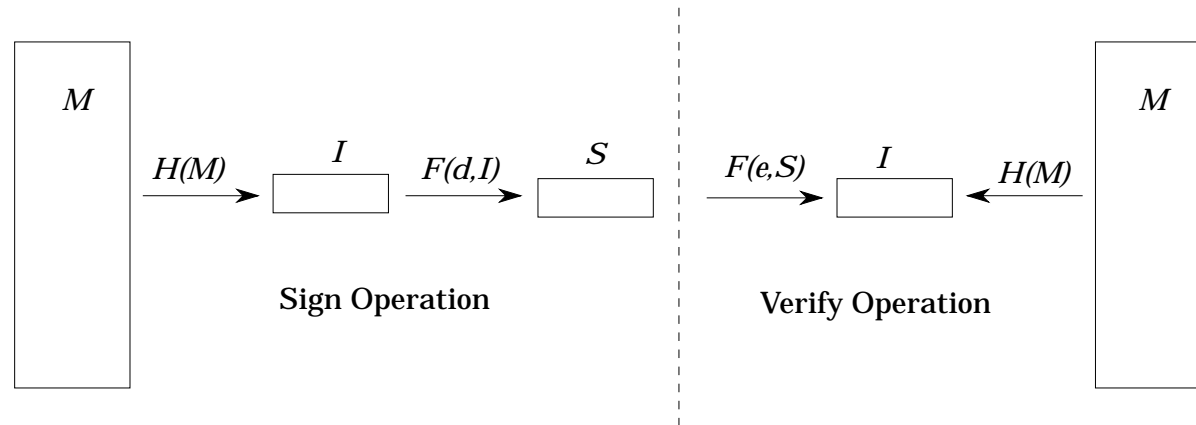 M
H(M)
I
F(d,I)
S
F(e,S)
I
H(M)
M
Sign Operation
Verify Operation